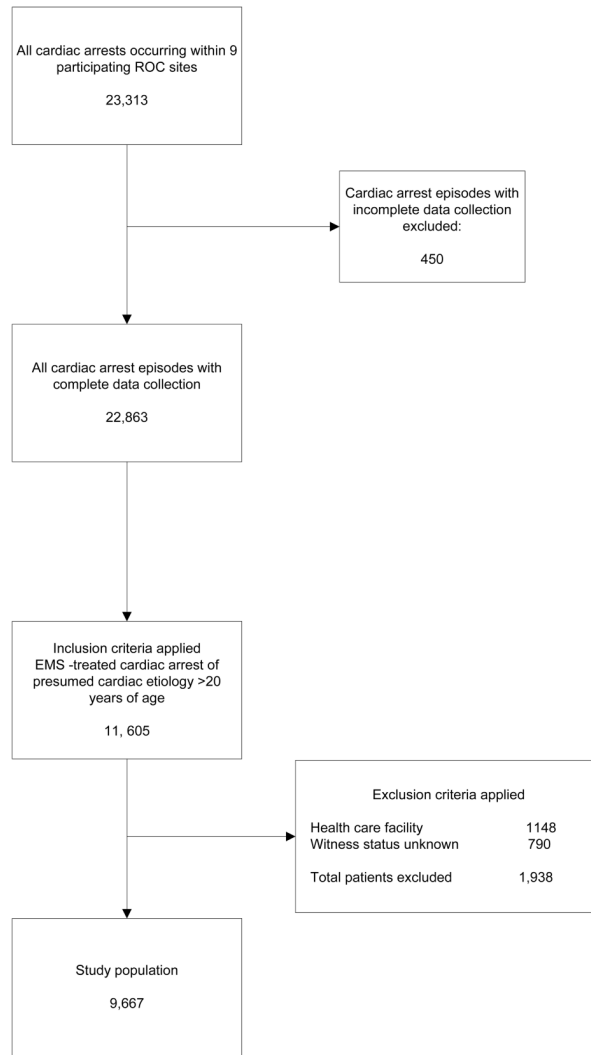 All cardiac arrests occurring within 9
participating ROC sites
23,313
Cardiac arrest episodes with
incomplete data collection
excluded:
450
All cardiac arrest episodes with
complete data collection
22,863
Inclusion criteria applied
EMS -treated cardiac arrest of
presumed cardiac etiology >20
years of age
11, 605
Exclusion criteria applied
Health care facility 1148
Witness status unknown 790
Total patients excluded 1,938
Study population
9,667